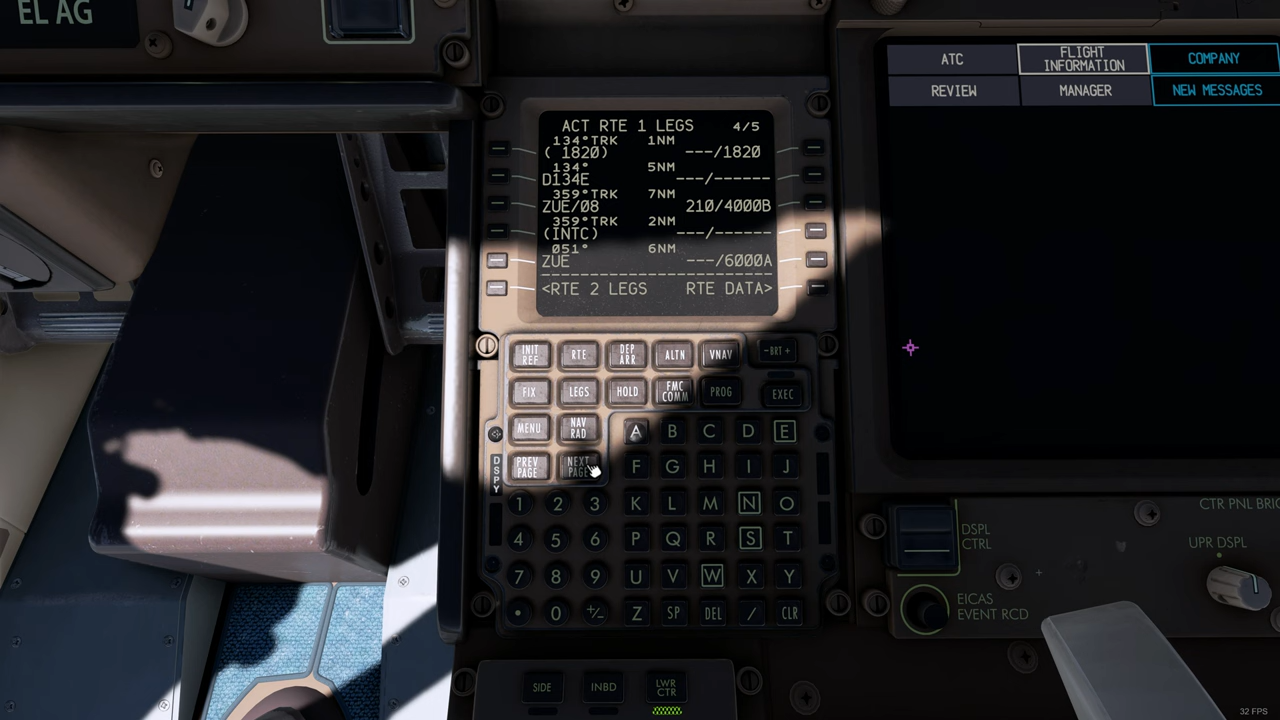 EL AG
ATC
FLIGHT
INFORMATION
COMPANY
REVIEW
MANAGER
NEW MESSAGES
ACT RTE 1 LEGS 4/5
134°TRK 1NM
( 1820) ---/1820
134° 5NM
D134E ---/------
359°TRK 7NM
ZUE/08 210/4000B
359°TRK 2NM
(INTC) ---/------
051° 6NM
ZUE ---/6000A
<RTE 2 LEGS RTE DATA>
INIT REF
RTE
DEP ARR
ALTN
VNAV
-BRT+
FIX
LEGS
HOLD
FMC COMM
PROG
EXEC
MENU
NAV RAD
A B C D E
DSPY
PREV PAGE
NEXT PAGE
F G H I J
1 2 3 K L M N O
4 5 6 P Q R S T
7 8 9 U V W X Y
. 0 +/- Z SP DEL / CLR
CTR PNL BRI
DSPL
CTRL
UPR DSPL
EICAS
EVENT RCD
SIDE
INBD
LWR
CTR
32 FPS